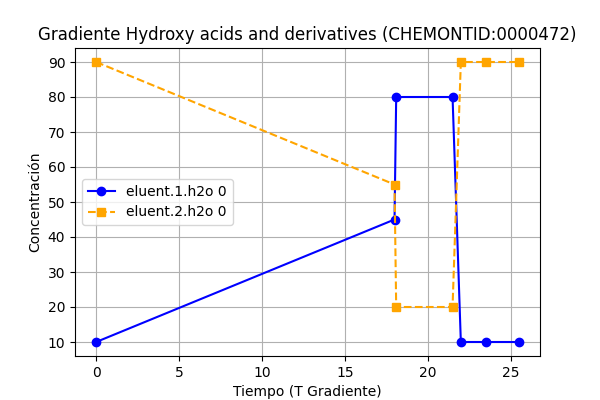 Gradiente Hydroxy acids and derivatives (CHEMONTID:0000472)
90
80
70
60
50
40
30
20
10
Concentración
eluent.1.h2o 0
eluent.2.h2o 0
0 5 10 15 20 25
Tiempo (T Gradiente)